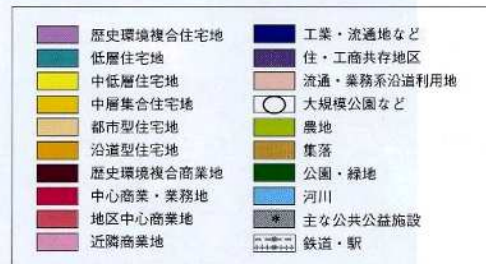 歴史環境複合住宅地
低層住宅地
中低層住宅地
中層集合住宅地
都市型住宅地
沿道型住宅地
歴史環境複合商業地
中心商業・業務地
地区中心商業地
近隣商業地
工業・流通地など
住・工商共存地区
流通・業務系沿道利用地
大規模公園など
農地
集落
公園・緑地
河川
主な公共公益施設
鉄道・駅